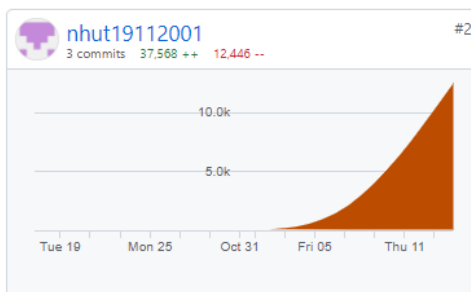 nhut19112001
#2
3 commits 37,568 ++ 12,446 --
10.0k
5.0k
Tue 19 Mon 25 Oct 31 Fri 05 Thu 11